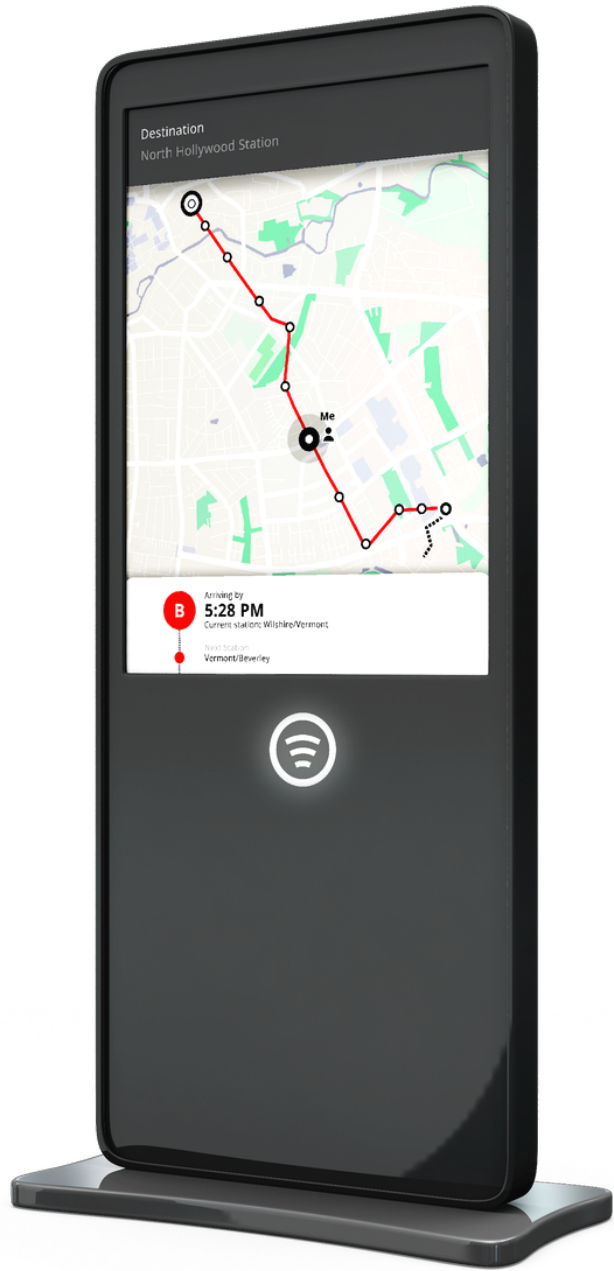 Destination
North Hollywood Station
Me
B
Arriving by
5:28 PM
Current station: Wilshire/Vermont
Next Station
Vermont/Beverley